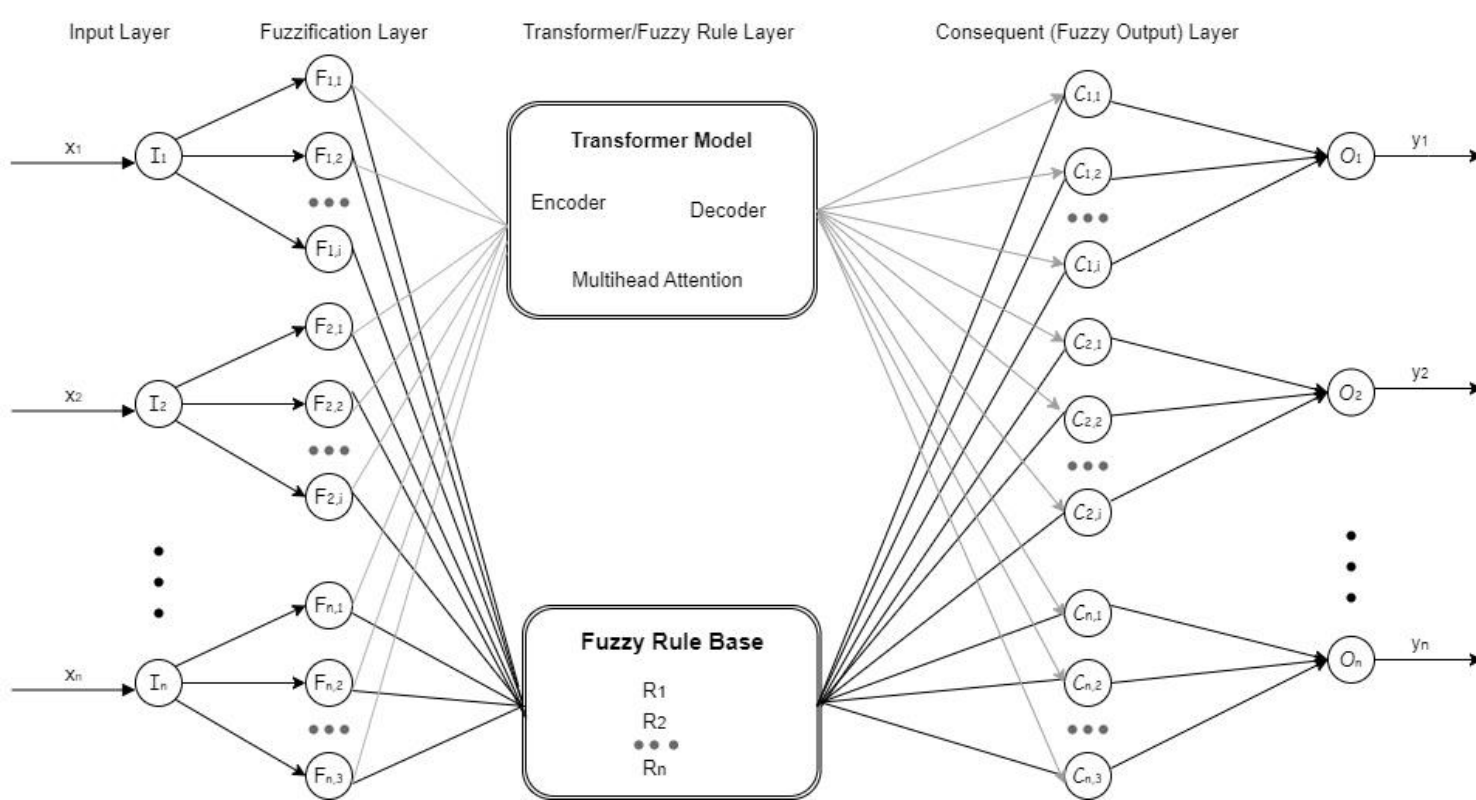 Input Layer
Fuzzification Layer
Transformer/Fuzzy Rule Layer
Consequent (Fuzzy Output) Layer
x1
I1
F1,1
F1,2
F1,i
x2
I2
F2,1
F2,2
F2,i
xn
In
Fn,1
Fn,2
Fn,3
Transformer Model
Encoder
Decoder
Multihead Attention
Fuzzy Rule Base
R1
R2
Rn
C1,1
C1,2
C1,i
C2,1
C2,2
C2,i
Cn,1
Cn,2
Cn,3
O1
y1
O2
y2
On
yn